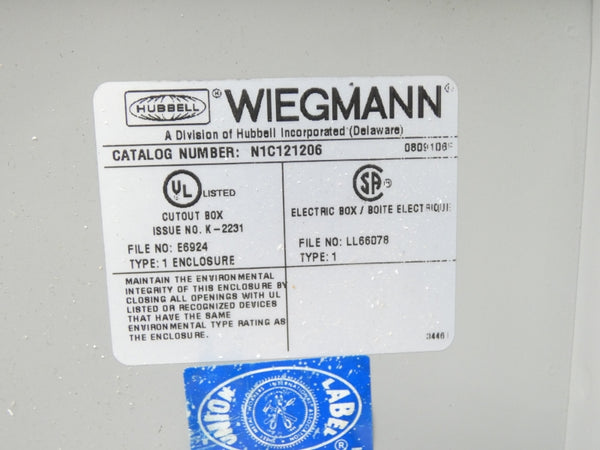 HUBBELL ® WIEGMANN ®
A Division of Hubbell Incorporated (Delaware)
CATALOG NUMBER: N1C121206
UL LISTED
CUTOUT BOX
ISSUE NO. K-2231
FILE NO: E6924
TYPE: 1 ENCLOSURE
SA ®
ELECTRIC BOX / BOITE ELECTRIQUE
FILE NO: LL66078
TYPE: 1
MAINTAIN THE ENVIRONMENTAL
INTEGRITY OF THIS ENCLOSURE BY
CLOSING ALL OPENINGS WITH UL
LISTED OR RECOGNIZED DEVICES
THAT HAVE THE SAME
ENVIRONMENTAL TYPE RATING AS
THE ENCLOSURE.
UNION LABEL ®